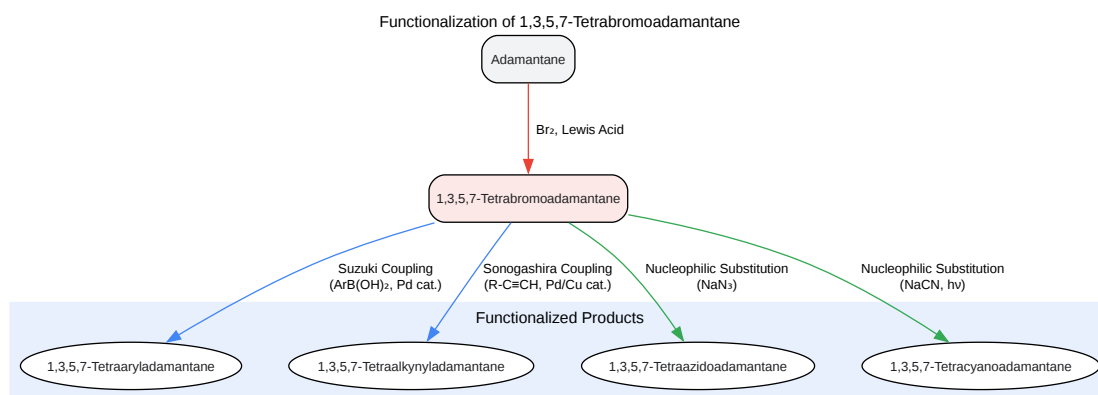 Functionalization of 1,3,5,7-Tetrabromoadamantane
Adamantane
Br₂, Lewis Acid
1,3,5,7-Tetrabromoadamantane
Suzuki Coupling
(ArB(OH)₂, Pd cat.)
Sonogashira Coupling
(R-C≡CH, Pd/Cu cat.)
Nucleophilic Substitution
(NaN₃)
Nucleophilic Substitution
(NaCN, hν)
Functionalized Products
1,3,5,7-Tetraaryladamantane
1,3,5,7-Tetraalkynyladamantane
1,3,5,7-Tetraazidoadamantane
1,3,5,7-Tetracyanoadamantane